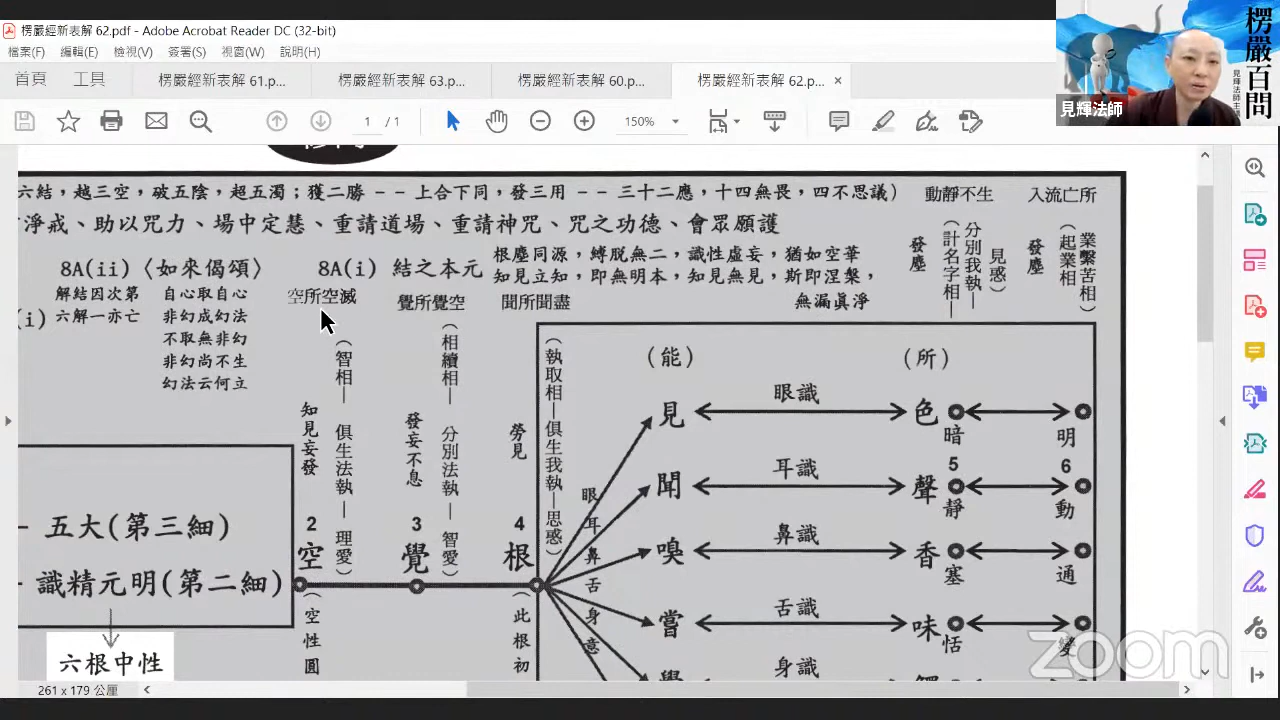 楞嚴經新表解 62.pdf - Adobe Acrobat Reader DC (32-bit)
檔案(F) 編輯(E) 檢視(V) 簽署(S) 視窗(W) 說明(H)
首頁 工具 楞嚴經新表解 61.p... 楞嚴經新表解 63.p... 楞嚴經新表解 60.p... 楞嚴經新表解 62.p... ×
1 / 1 150%
楞嚴百問
見輝法師
六結，越三空，破五陰，超五濁；獲二勝 -- 上合下同，發三用 -- 三十二應，十四無畏，四不思議）
動靜不生
入流亡所
淨戒、助以咒力、場中定慧、重請道場、重請神咒、咒之功德、會眾願護
8A(ii)〈如來偈頌〉
解結因次第
六解一亦亡
(i)
自心取自心
非幻成幻法
不取無非幻
非幻尚不生
幻法云何立
8A(i) 結之本元
根塵同源，縛脫無二，識性虛妄，猶如空華
知見立知，即無明本，知見無見，斯即涅槃，
無漏真淨
空所空滅
覺所覺空
聞所聞盡
發塵
（計名字相—
分別我執—
見惑）
發塵
（起業相
業繫苦相）
知見妄發
（智相— 俱生法執— 理愛）
發妄不息
（相續相— 分別法執— 智愛）
勞見
（執取相—俱生我執—思惑）
（能）
（所）
見 眼識 色 暗 明
聞 耳識 聲 5 靜 6 動
嗅 鼻識 香 塞 通
嘗 舌識 味 恬 變
身識
眼
耳
鼻
舌
身
意
2 空
3 覺
4 根
五大(第三細)
識精元明(第二細)
六根中性
（空性圓
（此根初
zoom
261 x 179 公厘